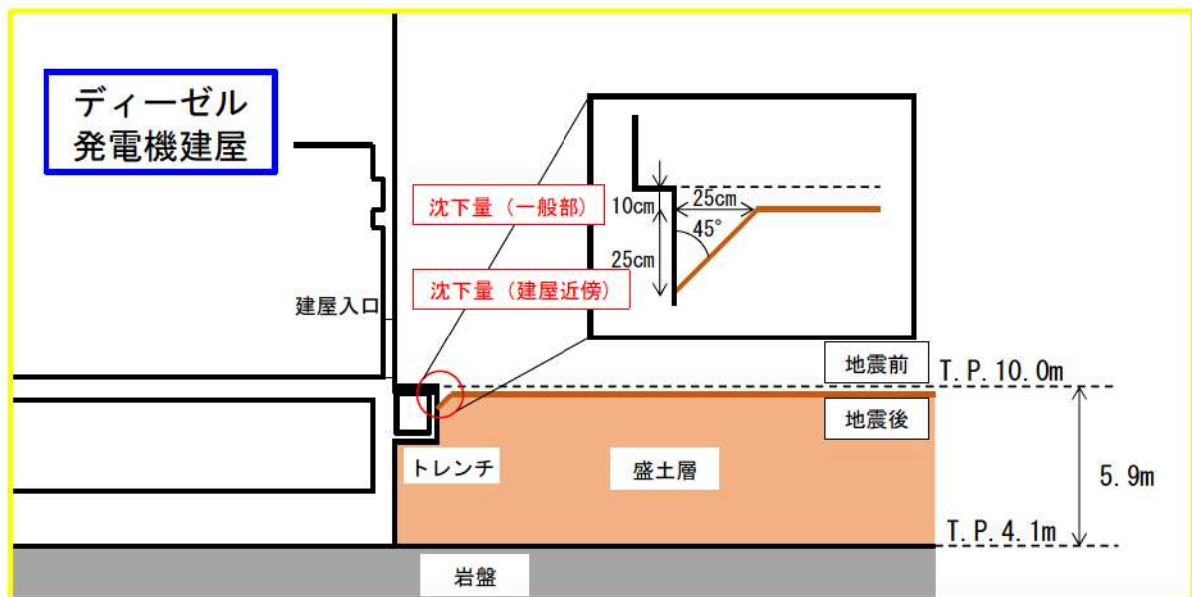 ディーゼル
発電機建屋
沈下量（一般部）
沈下量（建屋近傍）
建屋入口
10cm
25cm
45°
25cm
地震前
T.P.10.0m
地震後
トレンチ
盛土層
5.9m
T.P.4.1m
岩盤